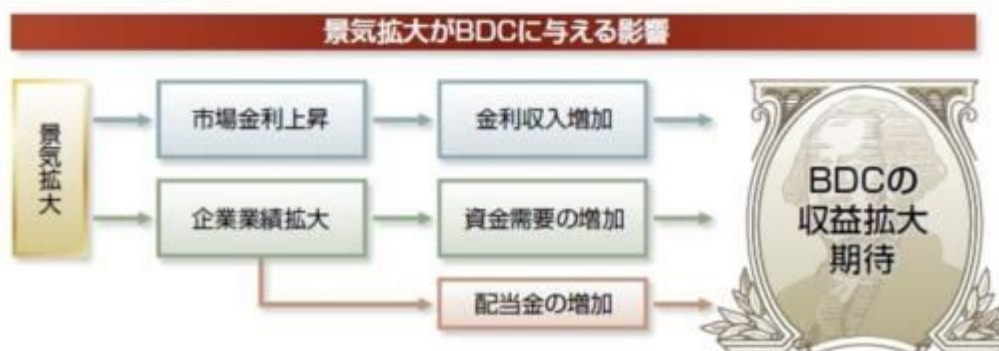 景気拡大がBDCに与える影響
景気拡大
市場金利上昇
金利収入増加
企業業績拡大
資金需要の増加
配当金の増加
BDCの
収益拡大
期待